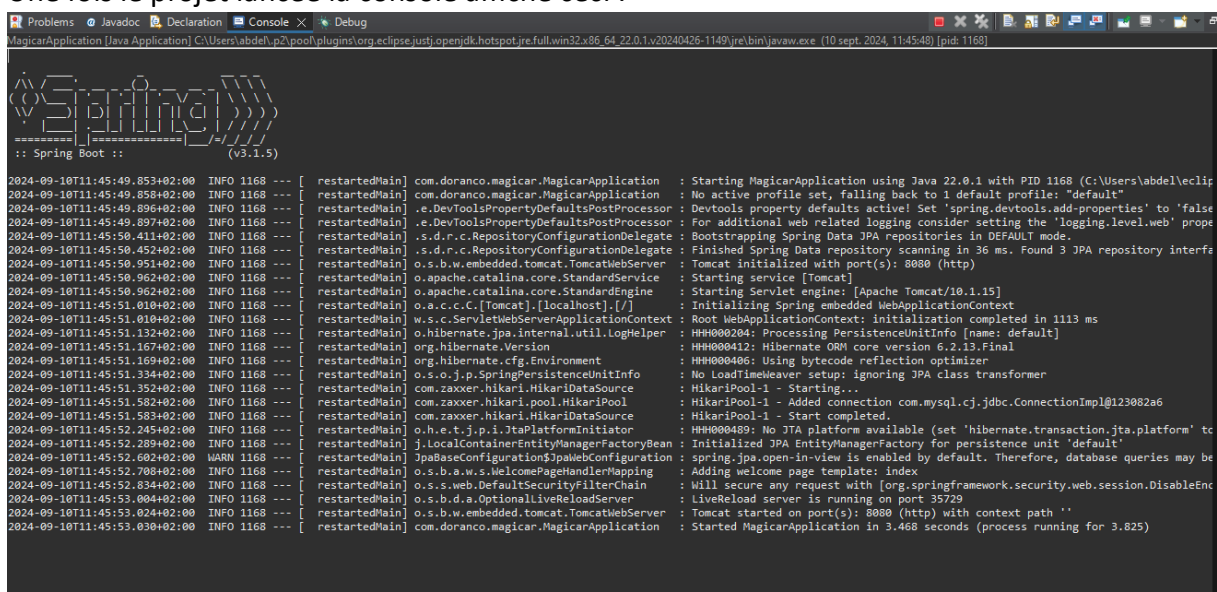 Problems @ Javadoc Declaration Console × Debug
MagicarApplication [Java Application] C:\Users\abdel\.p2\pool\plugins\org.eclipse.justj.openjdk.hotspot.jre.full.win32.x86_64_22.0.1.v20240426-1149\jre\bin\javaw.exe (10 sept. 2024, 11:45:48) [pid: 1168]
Spring
:: Spring Boot :: (v3.1.5)
2024-09-10T11:45:49.853+02:00 INFO 1168 --- [ restartedMain] com.doranco.magicar.MagicarApplication : Starting MagicarApplication using Java 22.0.1 with PID 1168 (C:\Users\abdel\eclip
2024-09-10T11:45:49.858+02:00 INFO 1168 --- [ restartedMain] com.doranco.magicar.MagicarApplication : No active profile set, falling back to 1 default profile: "default"
2024-09-10T11:45:49.896+02:00 INFO 1168 --- [ restartedMain] .e.DevToolsPropertyDefaultsPostProcessor : Devtools property defaults active! Set 'spring.devtools.add-properties' to 'false
2024-09-10T11:45:49.897+02:00 INFO 1168 --- [ restartedMain] .e.DevToolsPropertyDefaultsPostProcessor : For additional web related logging consider setting the 'logging.level.web' prope
2024-09-10T11:45:50.411+02:00 INFO 1168 --- [ restartedMain] .s.d.r.c.RepositoryConfigurationDelegate : Bootstrapping Spring Data JPA repositories in DEFAULT mode.
2024-09-10T11:45:50.452+02:00 INFO 1168 --- [ restartedMain] .s.d.r.c.RepositoryConfigurationDelegate : Finished Spring Data repository scanning in 36 ms. Found 3 JPA repository interfa
2024-09-10T11:45:50.951+02:00 INFO 1168 --- [ restartedMain] o.s.b.w.embedded.tomcat.TomcatWebServer : Tomcat initialized with port(s): 8080 (http)
2024-09-10T11:45:50.962+02:00 INFO 1168 --- [ restartedMain] o.apache.catalina.core.StandardService : Starting service [Tomcat]
2024-09-10T11:45:50.962+02:00 INFO 1168 --- [ restartedMain] o.apache.catalina.core.StandardEngine : Starting Servlet engine: [Apache Tomcat/10.1.15]
2024-09-10T11:45:51.010+02:00 INFO 1168 --- [ restartedMain] o.a.c.c.C.[Tomcat].[localhost].[/] : Initializing Spring embedded WebApplicationContext
2024-09-10T11:45:51.010+02:00 INFO 1168 --- [ restartedMain] w.s.c.ServletWebServerApplicationContext : Root WebApplicationContext: initialization completed in 1113 ms
2024-09-10T11:45:51.132+02:00 INFO 1168 --- [ restartedMain] o.hibernate.jpa.internal.util.LogHelper : HHH000204: Processing PersistenceUnitInfo [name: default]
2024-09-10T11:45:51.167+02:00 INFO 1168 --- [ restartedMain] org.hibernate.Version : HHH000412: Hibernate ORM core version 6.2.13.Final
2024-09-10T11:45:51.169+02:00 INFO 1168 --- [ restartedMain] org.hibernate.cfg.Environment : HHH000406: Using bytecode reflection optimizer
2024-09-10T11:45:51.334+02:00 INFO 1168 --- [ restartedMain] o.s.o.j.p.SpringPersistenceUnitInfo : No LoadTimeWeaver setup: ignoring JPA class transformer
2024-09-10T11:45:51.352+02:00 INFO 1168 --- [ restartedMain] com.zaxxer.hikari.HikariDataSource : HikariPool-1 - Starting...
2024-09-10T11:45:51.582+02:00 INFO 1168 --- [ restartedMain] com.zaxxer.hikari.pool.HikariPool : HikariPool-1 - Added connection com.mysql.cj.jdbc.ConnectionImpl@123082a6
2024-09-10T11:45:51.583+02:00 INFO 1168 --- [ restartedMain] com.zaxxer.hikari.HikariDataSource : HikariPool-1 - Start completed.
2024-09-10T11:45:52.245+02:00 INFO 1168 --- [ restartedMain] o.h.e.t.j.p.i.JtaPlatformInitiator : HHH000489: No JTA platform available (set 'hibernate.transaction.jta.platform' to
2024-09-10T11:45:52.289+02:00 INFO 1168 --- [ restartedMain] j.LocalContainerEntityManagerFactoryBean : Initialized JPA EntityManagerFactory for persistence unit 'default'
2024-09-10T11:45:52.602+02:00 WARN 1168 --- [ restartedMain] JpaBaseConfiguration$JpaWebConfiguration : spring.jpa.open-in-view is enabled by default. Therefore, database queries may be
2024-09-10T11:45:52.708+02:00 INFO 1168 --- [ restartedMain] o.s.b.a.w.s.WelcomePageHandlerMapping : Adding welcome page template: index
2024-09-10T11:45:52.834+02:00 INFO 1168 --- [ restartedMain] o.s.s.web.DefaultSecurityFilterChain : Will secure any request with [org.springframework.security.web.session.DisableEnc
2024-09-10T11:45:53.004+02:00 INFO 1168 --- [ restartedMain] o.s.b.d.a.OptionalLiveReloadServer : LiveReload server is running on port 35729
2024-09-10T11:45:53.024+02:00 INFO 1168 --- [ restartedMain] o.s.b.w.embedded.tomcat.TomcatWebServer : Tomcat started on port(s): 8080 (http) with context path ''
2024-09-10T11:45:53.030+02:00 INFO 1168 --- [ restartedMain] com.doranco.magicar.MagicarApplication : Started MagicarApplication in 3.468 seconds (process running for 3.825)